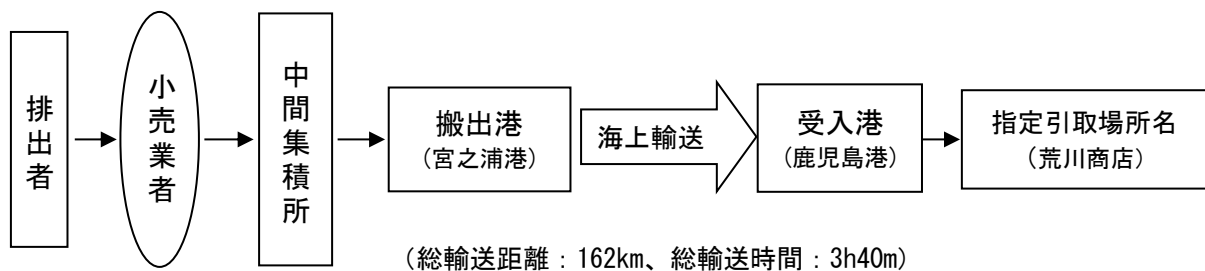 排出者
小売業者
中間集積所
搬出港
（宮之浦港）
海上輸送
受入港
（鹿児島港）
指定引取場所名
（荒川商店）
（総輸送距離：162km、総輸送時間：3h40m）